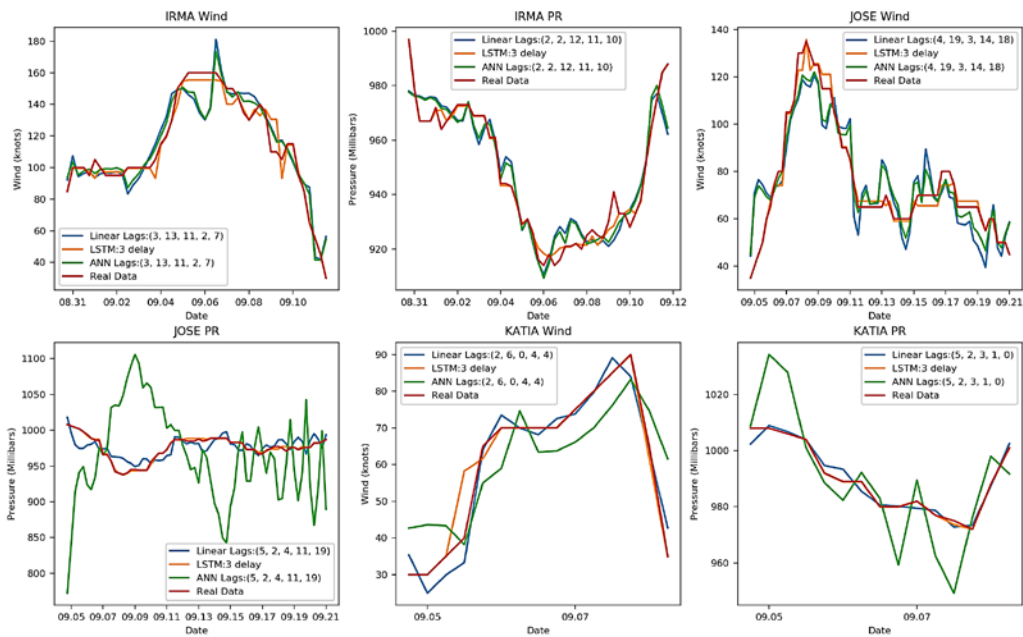 IRMA Wind
Wind (knots)
180
160
140
120
100
80
60
40
Linear Lags:(3, 13, 11, 2, 7)
LSTM:3 delay
ANN Lags:(3, 13, 11, 2, 7)
Real Data
08.31 09.02 09.04 09.06 09.08 09.10
Date
IRMA PR
Pressure (Millibars)
1000
980
960
940
920
Linear Lags:(2, 2, 12, 11, 10)
LSTM:3 delay
ANN Lags:(2, 2, 12, 11, 10)
Real Data
08.31 09.02 09.04 09.06 09.08 09.10 09.12
Date
JOSE Wind
Wind (knots)
140
120
100
80
60
40
Linear Lags:(4, 19, 3, 14, 18)
LSTM:3 delay
ANN Lags:(4, 19, 3, 14, 18)
Real Data
09.05 09.07 09.09 09.11 09.13 09.15 09.17 09.19 09.21
Date
JOSE PR
Pressure (Millibars)
1100
1050
1000
950
900
850
800
Linear Lags:(5, 2, 4, 11, 19)
LSTM:3 delay
ANN Lags:(5, 2, 4, 11, 19)
Real Data
09.05 09.07 09.09 09.11 09.13 09.15 09.17 09.19 09.21
Date
KATIA Wind
Wind (knots)
90
80
70
60
50
40
30
Linear Lags:(2, 6, 0, 4, 4)
LSTM:3 delay
ANN Lags:(2, 6, 0, 4, 4)
Real Data
09.05 09.07
Date
KATIA PR
Pressure (Millibars)
1020
1000
980
960
Linear Lags:(5, 2, 3, 1, 0)
LSTM:3 delay
ANN Lags:(5, 2, 3, 1, 0)
Real Data
09.05 09.07
Date